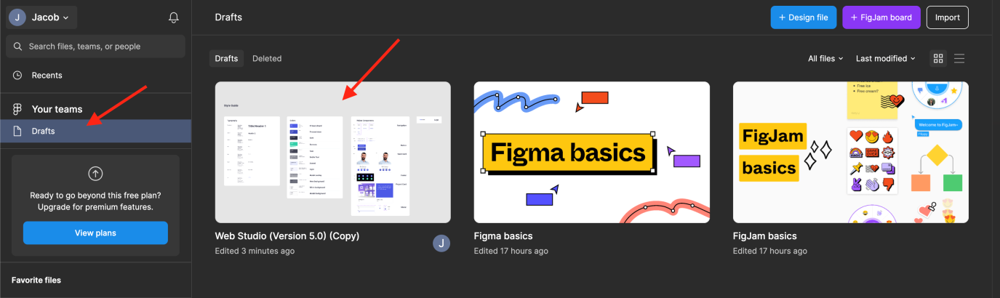 J Jacob
Search files, teams, or people
Recents
Your teams
Drafts
Ready to go beyond this free plan?
Upgrade for premium features.
View plans
Favorite files
Drafts
+ Design file
+ FigJam board
Import
Drafts
Deleted
All files
Last modified
Style Guide
Typography
Title/Header 1
Header 2
Colors
Logo
Web Studio (Version 5.0) (Copy)
Edited 3 minutes ago
J
Figma basics
Figma basics
Edited 17 hours ago
• Free ice
• Free cream?
FigJam
basics
Welcome to FigJam~
+1
FigJam basics
Edited 17 hours ago